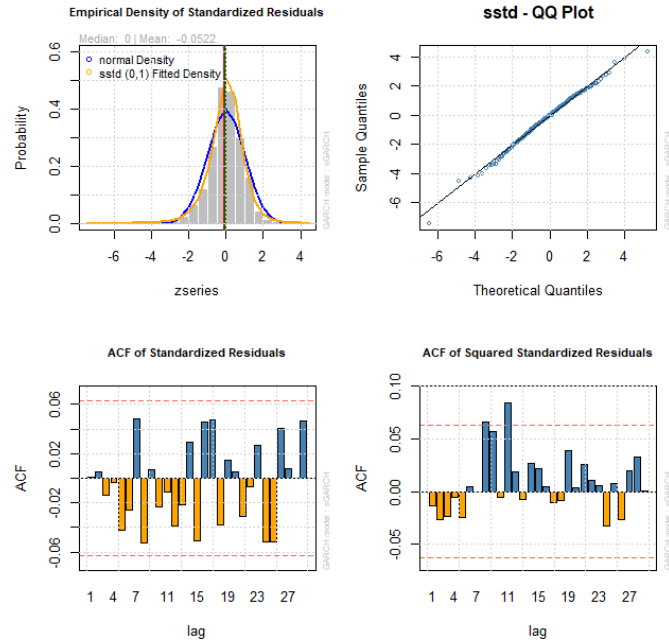 Empirical Density of Standardized Residuals
Median: 0 | Mean: -0.0522
normal Density
sstd (0,1) Fitted Density
Probability
0.0 0.2 0.4 0.6
-6 -4 -2 0 2 4
zseries
GARCH model : sGARCH
sstd - QQ Plot
Sample Quantiles
-6 -4 -2 0 2 4
-6 -4 -2 0 2 4
Theoretical Quantiles
GARCH model : sGARCH
ACF of Standardized Residuals
ACF
-0.06 -0.02 0.02 0.06
1 4 7 11 15 19 23 27
lag
GARCH model : sGARCH
ACF of Squared Standardized Residuals
ACF
-0.05 0.00 0.05 0.10
1 4 7 11 15 19 23 27
lag
GARCH model : sGARCH